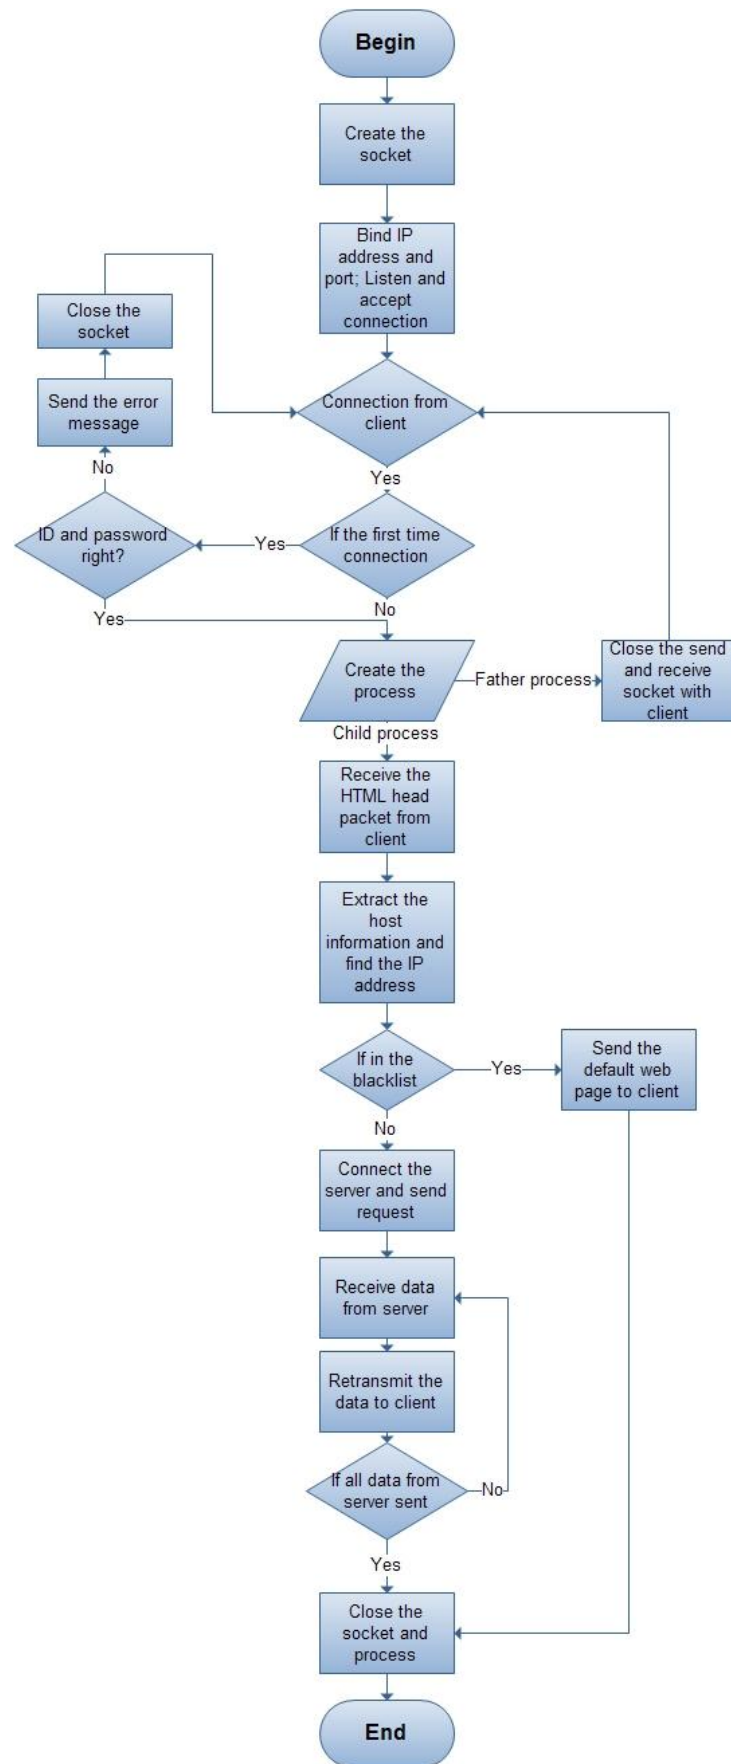 Begin
Create the
socket
Bind IP
address and
port; Listen and
accept
connection
Close the
socket
Send the error
message
Connection from
client
No
Yes
ID and password
right?
Yes
If the first time
connection
Yes
No
Create the
process
Father process
Close the send
and receive
socket with
client
Child process
Receive the
HTML head
packet from
client
Extract the
host
information and
find the IP
address
If in the
blacklist
Yes
Send the
default web
page to client
No
Connect the
server and send
request
Receive data
from server
Retransmit the
data to client
If all data from
server sent
No
Yes
Close the
socket and
process
End